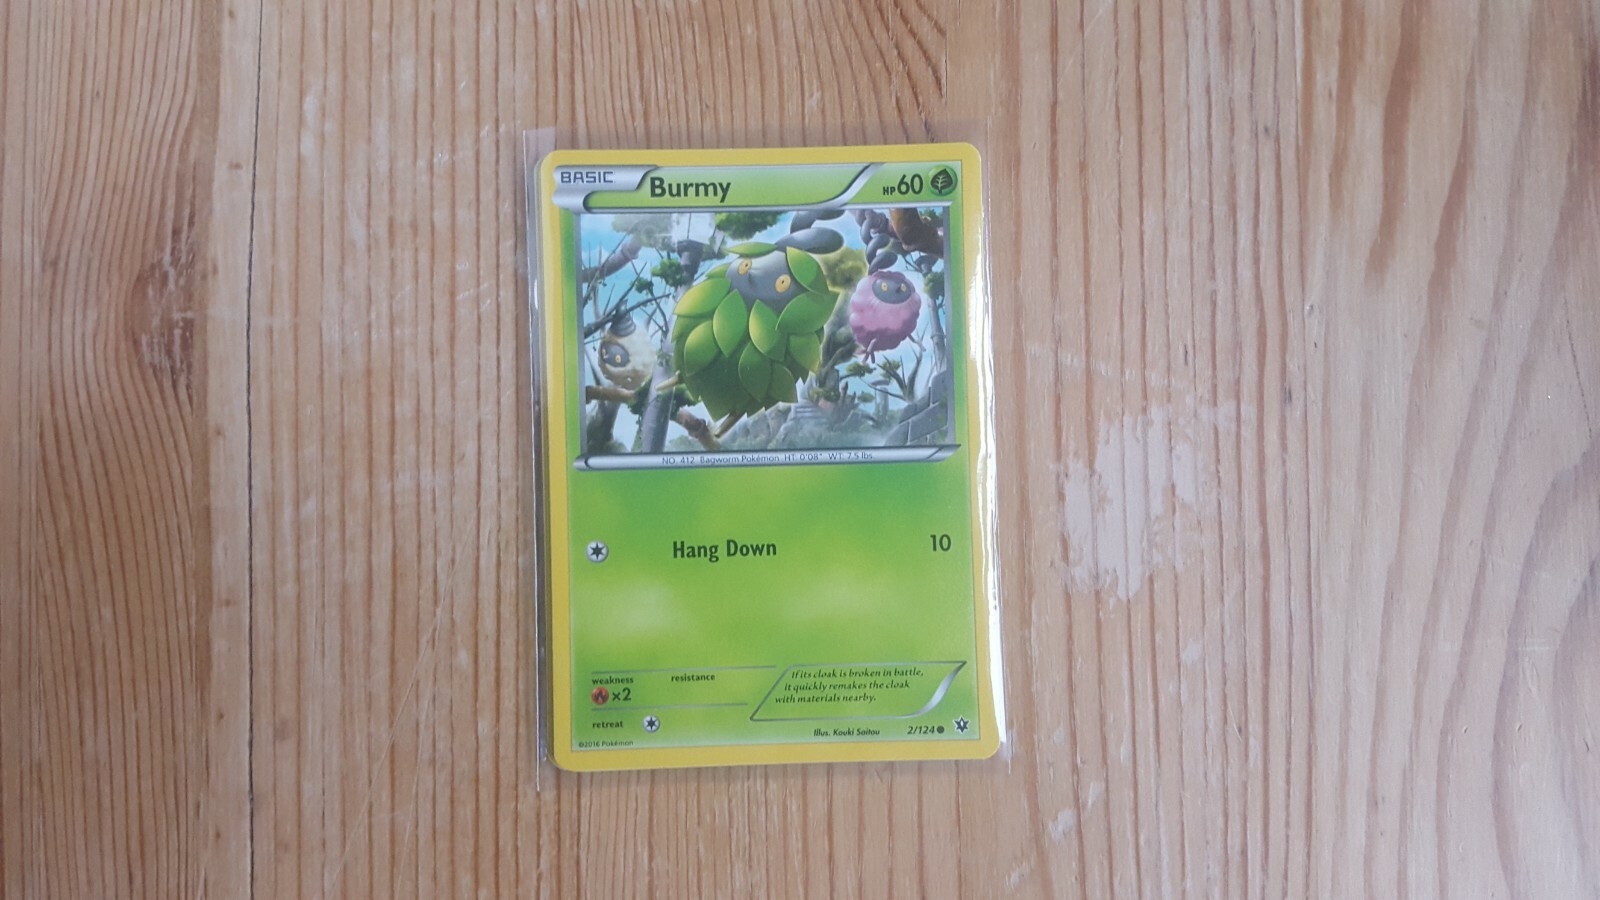 BASIC Burmy HP60
NO. 412 Bagworm Pokémon HT: 0'08" WT: 7.5 lbs.
Hang Down 10
weakness resistance
×2
If its cloak is broken in battle,
it quickly remakes the cloak
with materials nearby.
retreat
Illus. Kouki Saitou 2/124
©2016 Pokémon